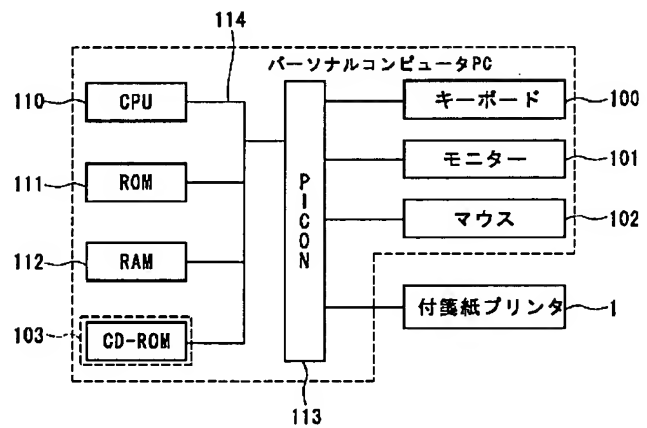 114
パーソナルコンピュータPC
110
CPU
キーボード
100
111
ROM
モニター
101
PICON
マウス
102
112
RAM
103
CD-ROM
付箋紙プリンタ
1
113